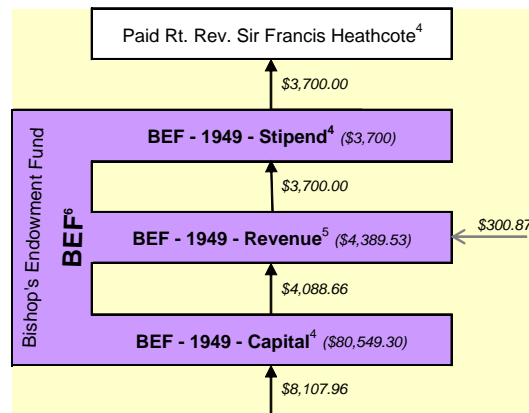 Paid Rt. Rev. Sir Francis Heathcote⁴
$3,700.00
BEF - 1949 - Stipend⁴ ($3,700)
$3,700.00
BEF - 1949 - Revenue⁵ ($4,389.53)
$300.87
$4,088.66
BEF - 1949 - Capital⁴ ($80,549.30)
$8,107.96
Bishop's Endowment Fund
BEF⁶